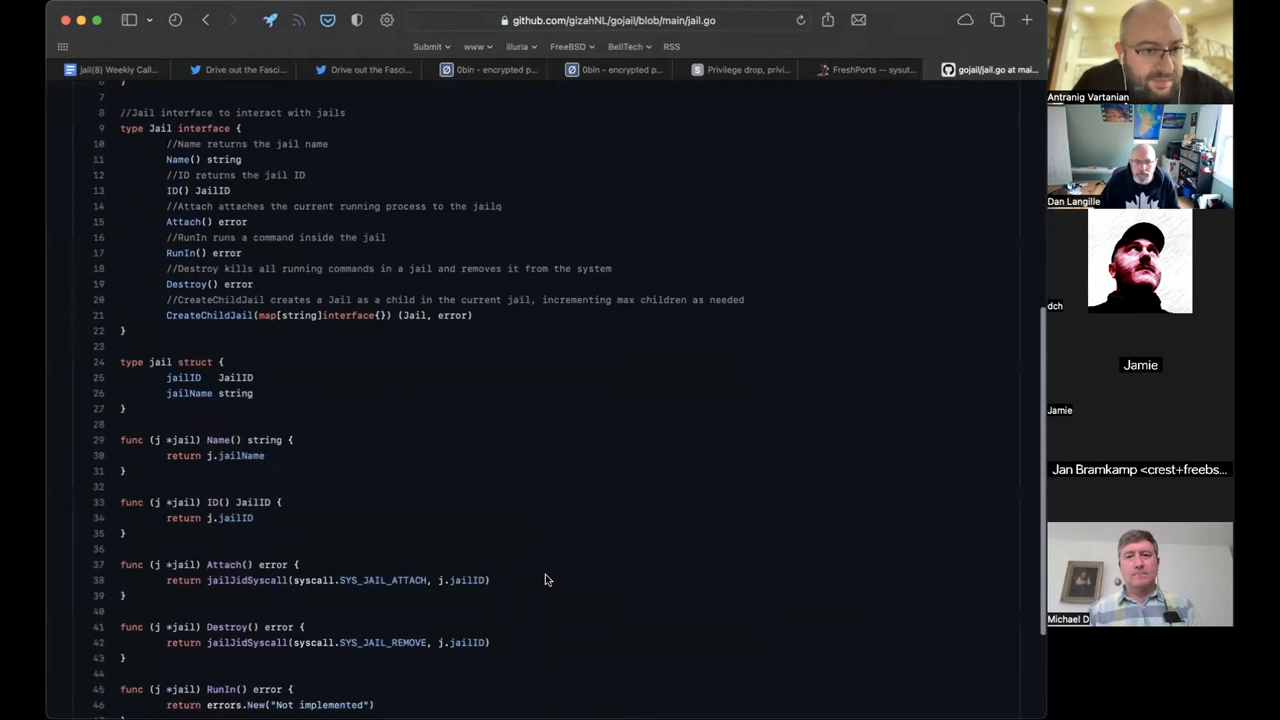 github.com/gizahNL/gojail/blob/main/jail.go
Submit www illuria FreeBSD BellTech RSS
jail(8) Weekly Call... Drive out the Fasci... Drive out the Fasci... 0bin - encrypted p... 0bin - encrypted p... Privilege drop, privi... FreshPorts -- sysut... gojail/jail.go at mai...
7
8 //Jail interface to interact with jails
9 type Jail interface {
10 //Name returns the jail name
11 Name() string
12 //ID returns the jail ID
13 ID() JailID
14 //Attach attaches the current running process to the jailq
15 Attach() error
16 //RunIn runs a command inside the jail
17 RunIn() error
18 //Destroy kills all running commands in a jail and removes it from the system
19 Destroy() error
20 //CreateChildJail creates a Jail as a child in the current jail, incrementing max children as needed
21 CreateChildJail(map[string]interface{}) (Jail, error)
22 }
23
24 type jail struct {
25 jailID JailID
26 jailName string
27 }
28
29 func (j *jail) Name() string {
30 return j.jailName
31 }
32
33 func (j *jail) ID() JailID {
34 return j.jailID
35 }
36
37 func (j *jail) Attach() error {
38 return jailJidSyscall(syscall.SYS_JAIL_ATTACH, j.jailID)
39 }
40
41 func (j *jail) Destroy() error {
42 return jailJidSyscall(syscall.SYS_JAIL_REMOVE, j.jailID)
43 }
44
45 func (j *jail) RunIn() error {
46 return errors.New("Not implemented")
Antranig Vartanian
Dan Langille
dch
Jamie
Jamie
Jan Bramkamp <crest+freebs...
Michael D